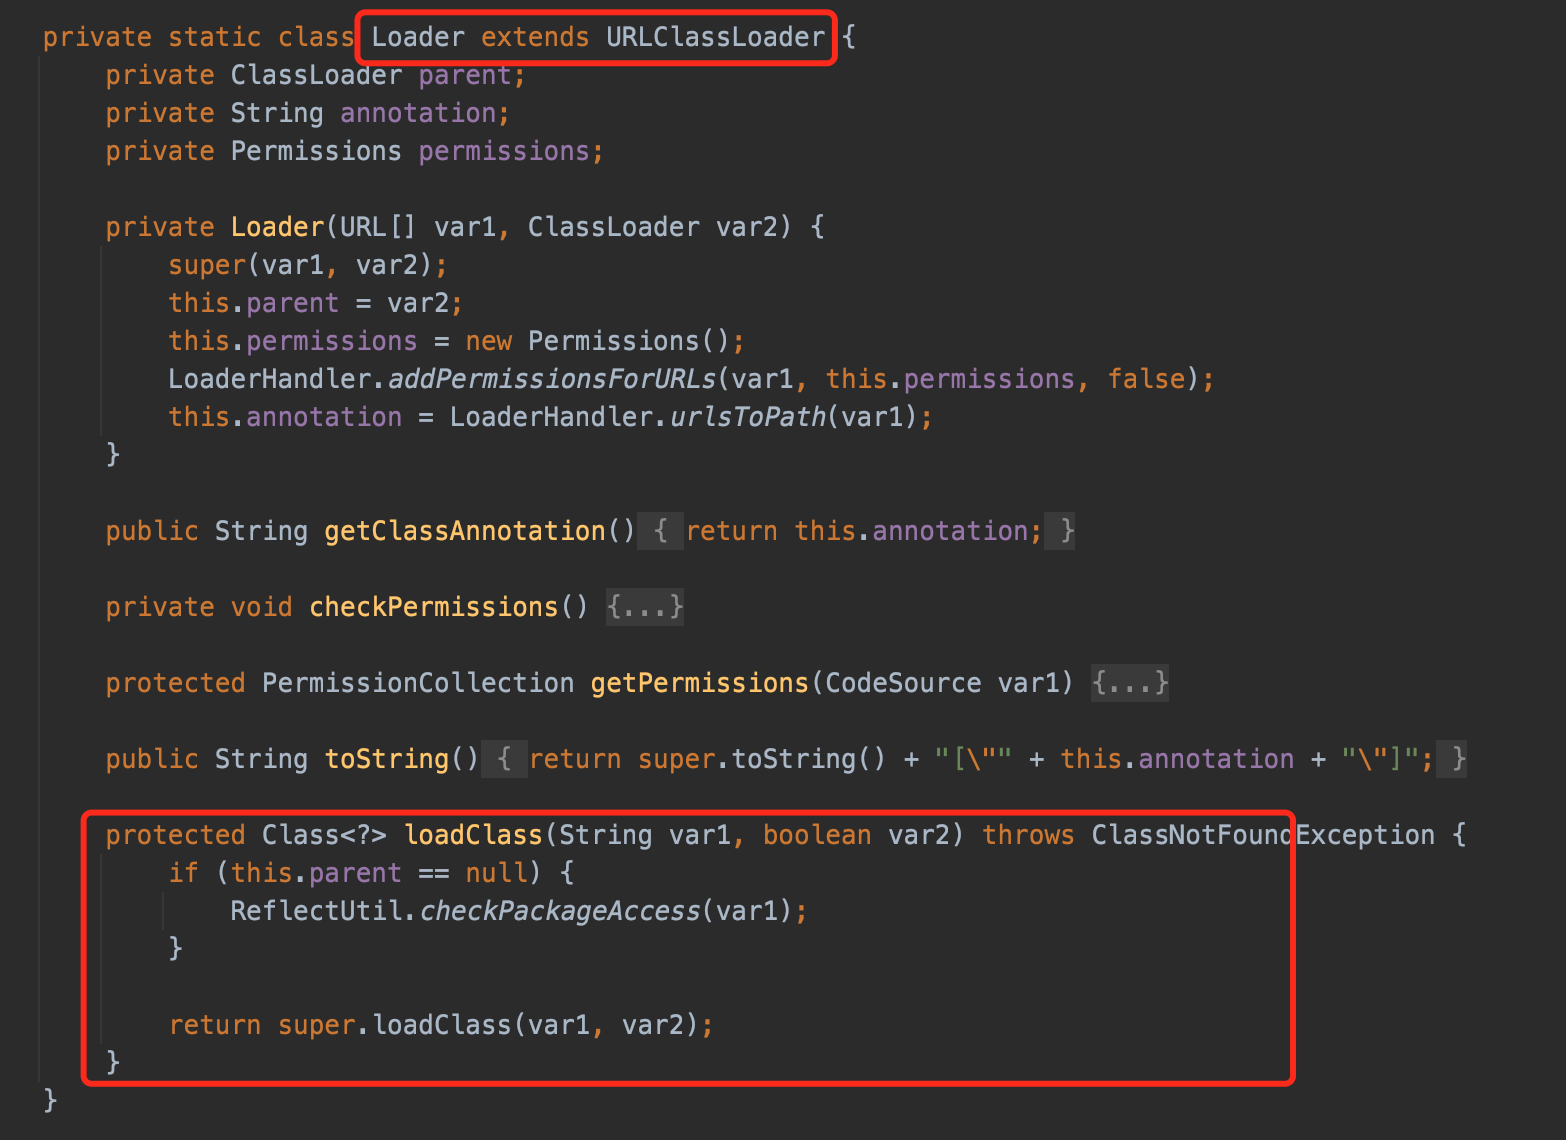 private static class Loader extends URLClassLoader {
    private ClassLoader parent;
    private String annotation;
    private Permissions permissions;
    private Loader(URL[] var1, ClassLoader var2) {
        super(var1, var2);
        this.parent = var2;
        this.permissions = new Permissions();
        LoaderHandler.addPermissionsForURLs(var1, this.permissions, false);
        this.annotation = LoaderHandler.urlsToPath(var1);
    }
    public String getClassAnnotation() { return this.annotation; }
    private void checkPermissions() {...}
    protected PermissionCollection getPermissions(CodeSource var1) {...}
    public String toString() { return super.toString() + "[\"" + this.annotation + "\"]"; }
    protected Class<?> loadClass(String var1, boolean var2) throws ClassNotFoundException {
        if (this.parent == null) {
            ReflectUtil.checkPackageAccess(var1);
        }
        return super.loadClass(var1, var2);
    }
}